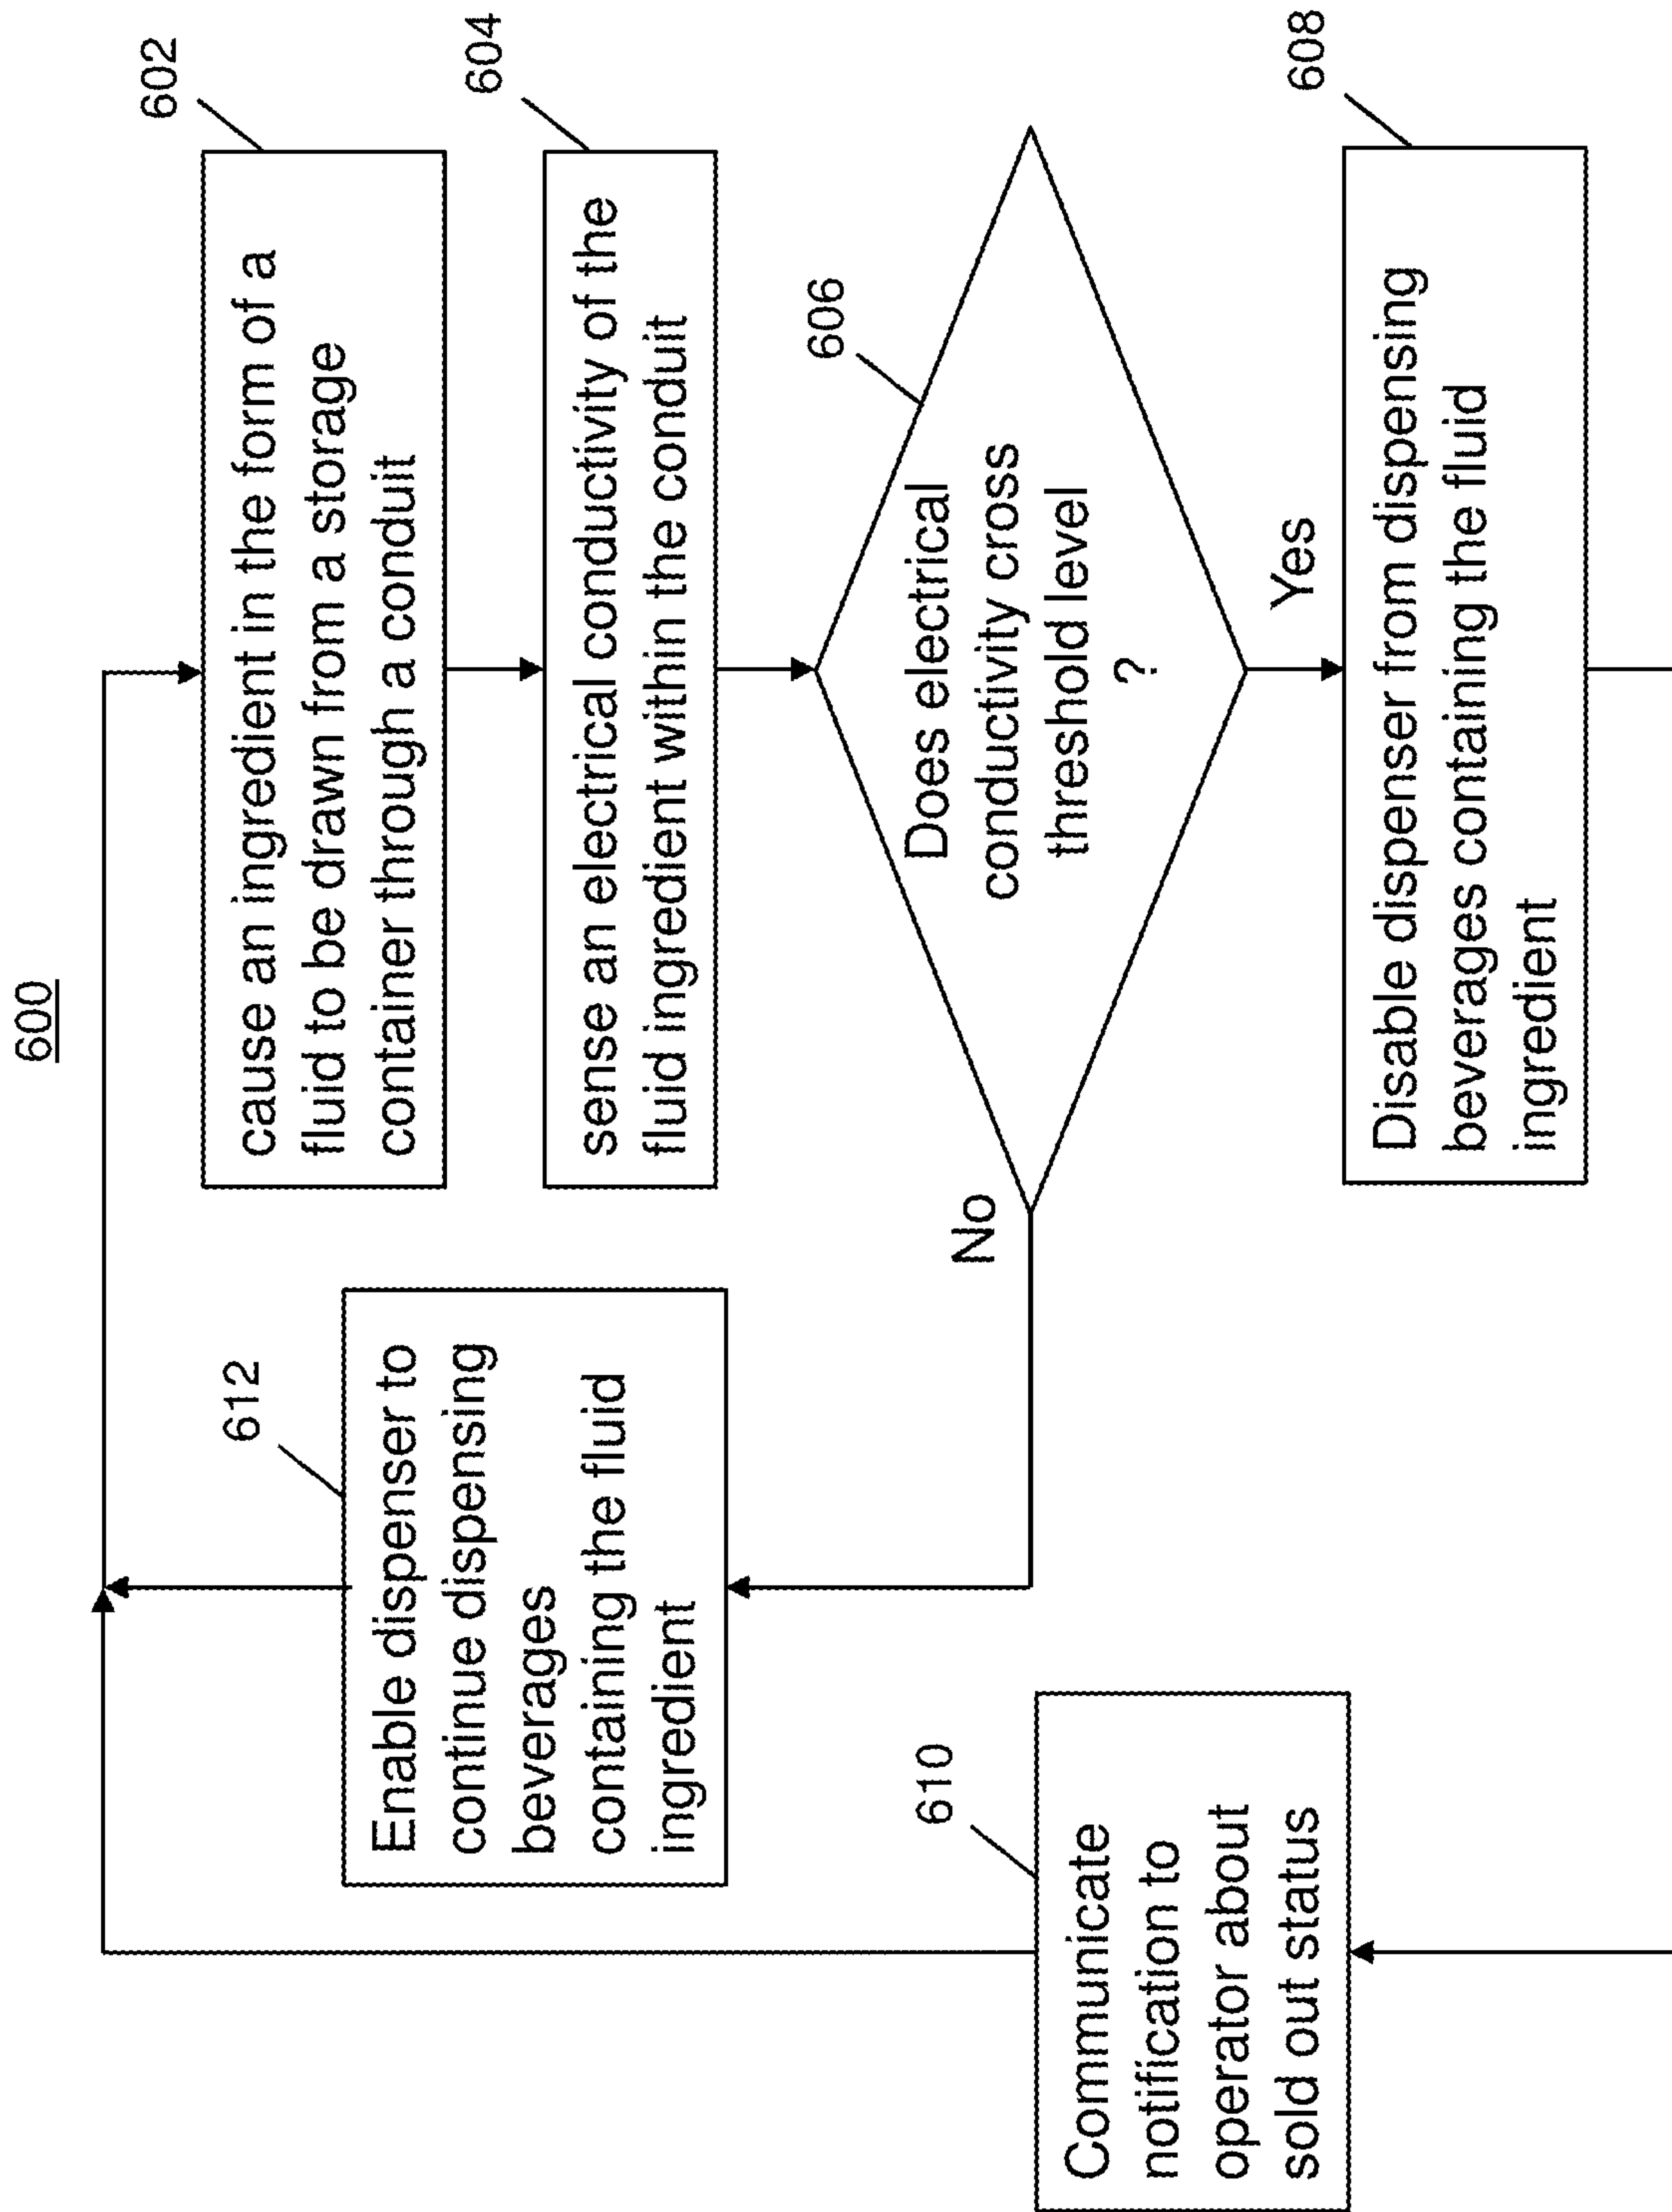 600
602
cause an ingredient in the form of a
fluid to be drawn from a storage
container through a conduit
604
sense an electrical conductivity of the
fluid ingredient within the conduit
606
Does electrical
conductivity cross
threshold level
?
Yes
No
608
Disable dispenser from dispensing
beverages containing the fluid
ingredient
610
Communicate
notification to
operator about
sold out status
612
Enable dispenser to
continue dispensing
beverages
containing the fluid
ingredient